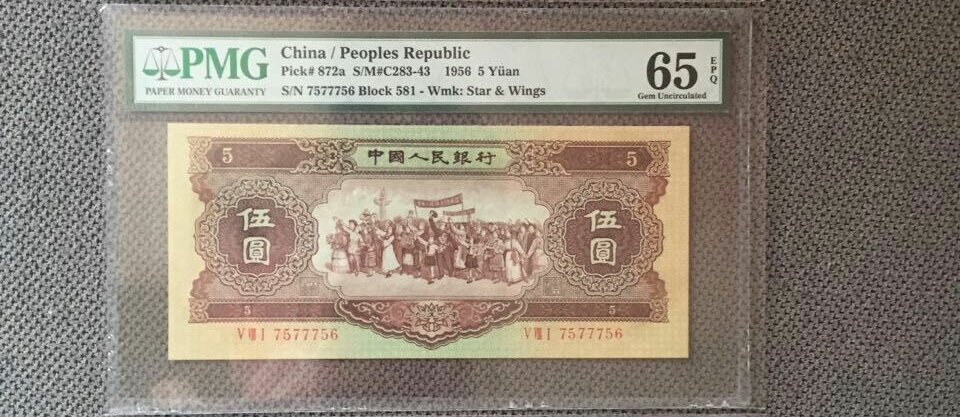 PMG
PAPER MONEY GUARANTY
China / Peoples Republic
Pick# 872a S/M#C283-43 1956 5 Yüan
S/N 7577756 Block 581 - Wmk: Star & Wings
65 EPQ
Gem Uncirculated
5 中國人民銀行 5
伍圓 伍圓
5 5
V Ⅷ I 7577756 V Ⅷ I 7577756